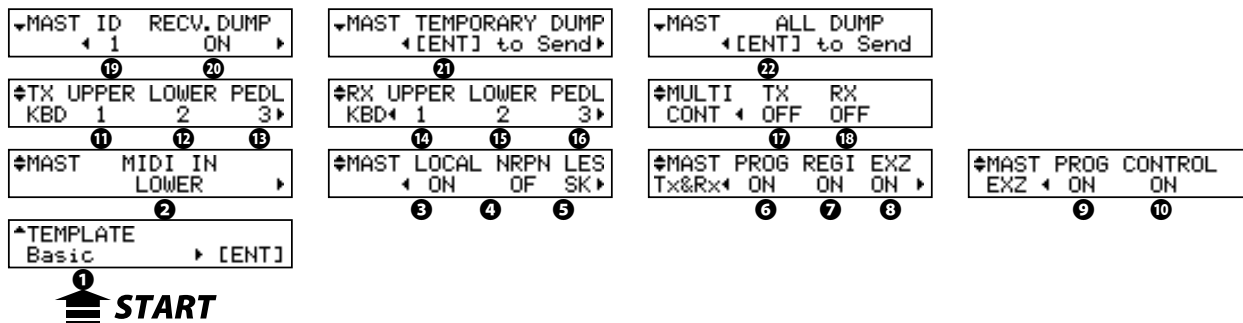 MAST ID RECV.DUMP
1 ON
⑲ ⑳
MAST TEMPORARY DUMP
[ENT] to Send
㉑
MAST ALL DUMP
[ENT] to Send
㉒
TX UPPER LOWER PEDL
KBD 1 2 3
⑪ ⑫ ⑬
RX UPPER LOWER PEDL
KBD 1 2 3
⑭ ⑮ ⑯
MULTI TX RX
CONT OFF OFF
⑰ ⑱
MAST MIDI IN
LOWER
②
MAST LOCAL NRPN LES
ON OF SK
③ ④ ⑤
MAST PROG REGI EXZ
Tx&Rx ON ON ON
⑥ ⑦ ⑧
MAST PROG CONTROL
EXZ ON ON
⑨ ⑩
TEMPLATE
Basic [ENT]
①
START